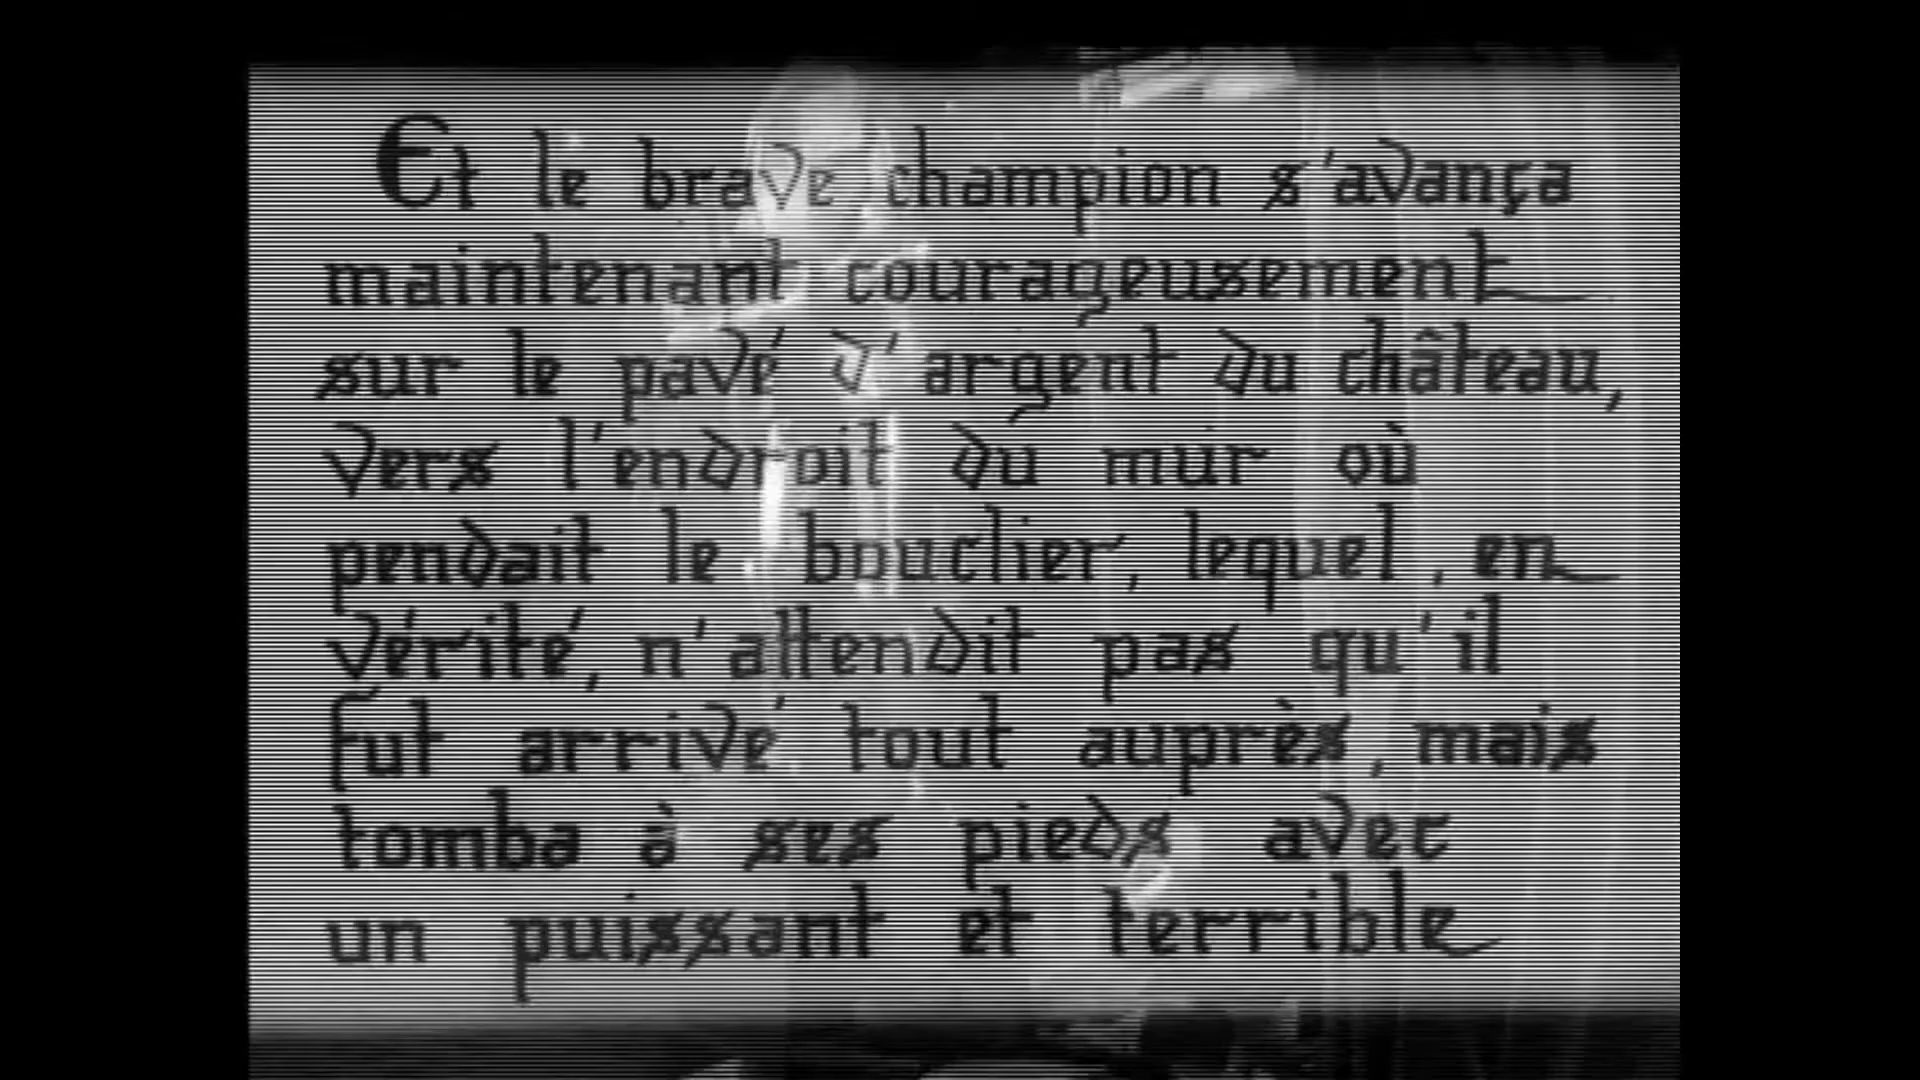 Et le brave champion s'avança
maintenant courageusement
sur le pavé d'argent du château,
vers l'endroit du mur où
pendait le bouclier, lequel, en
vérité, n'attendit pas qu'il
fut arrivé tout auprès, mais
tomba à ses pieds avec
un puissant et terrible